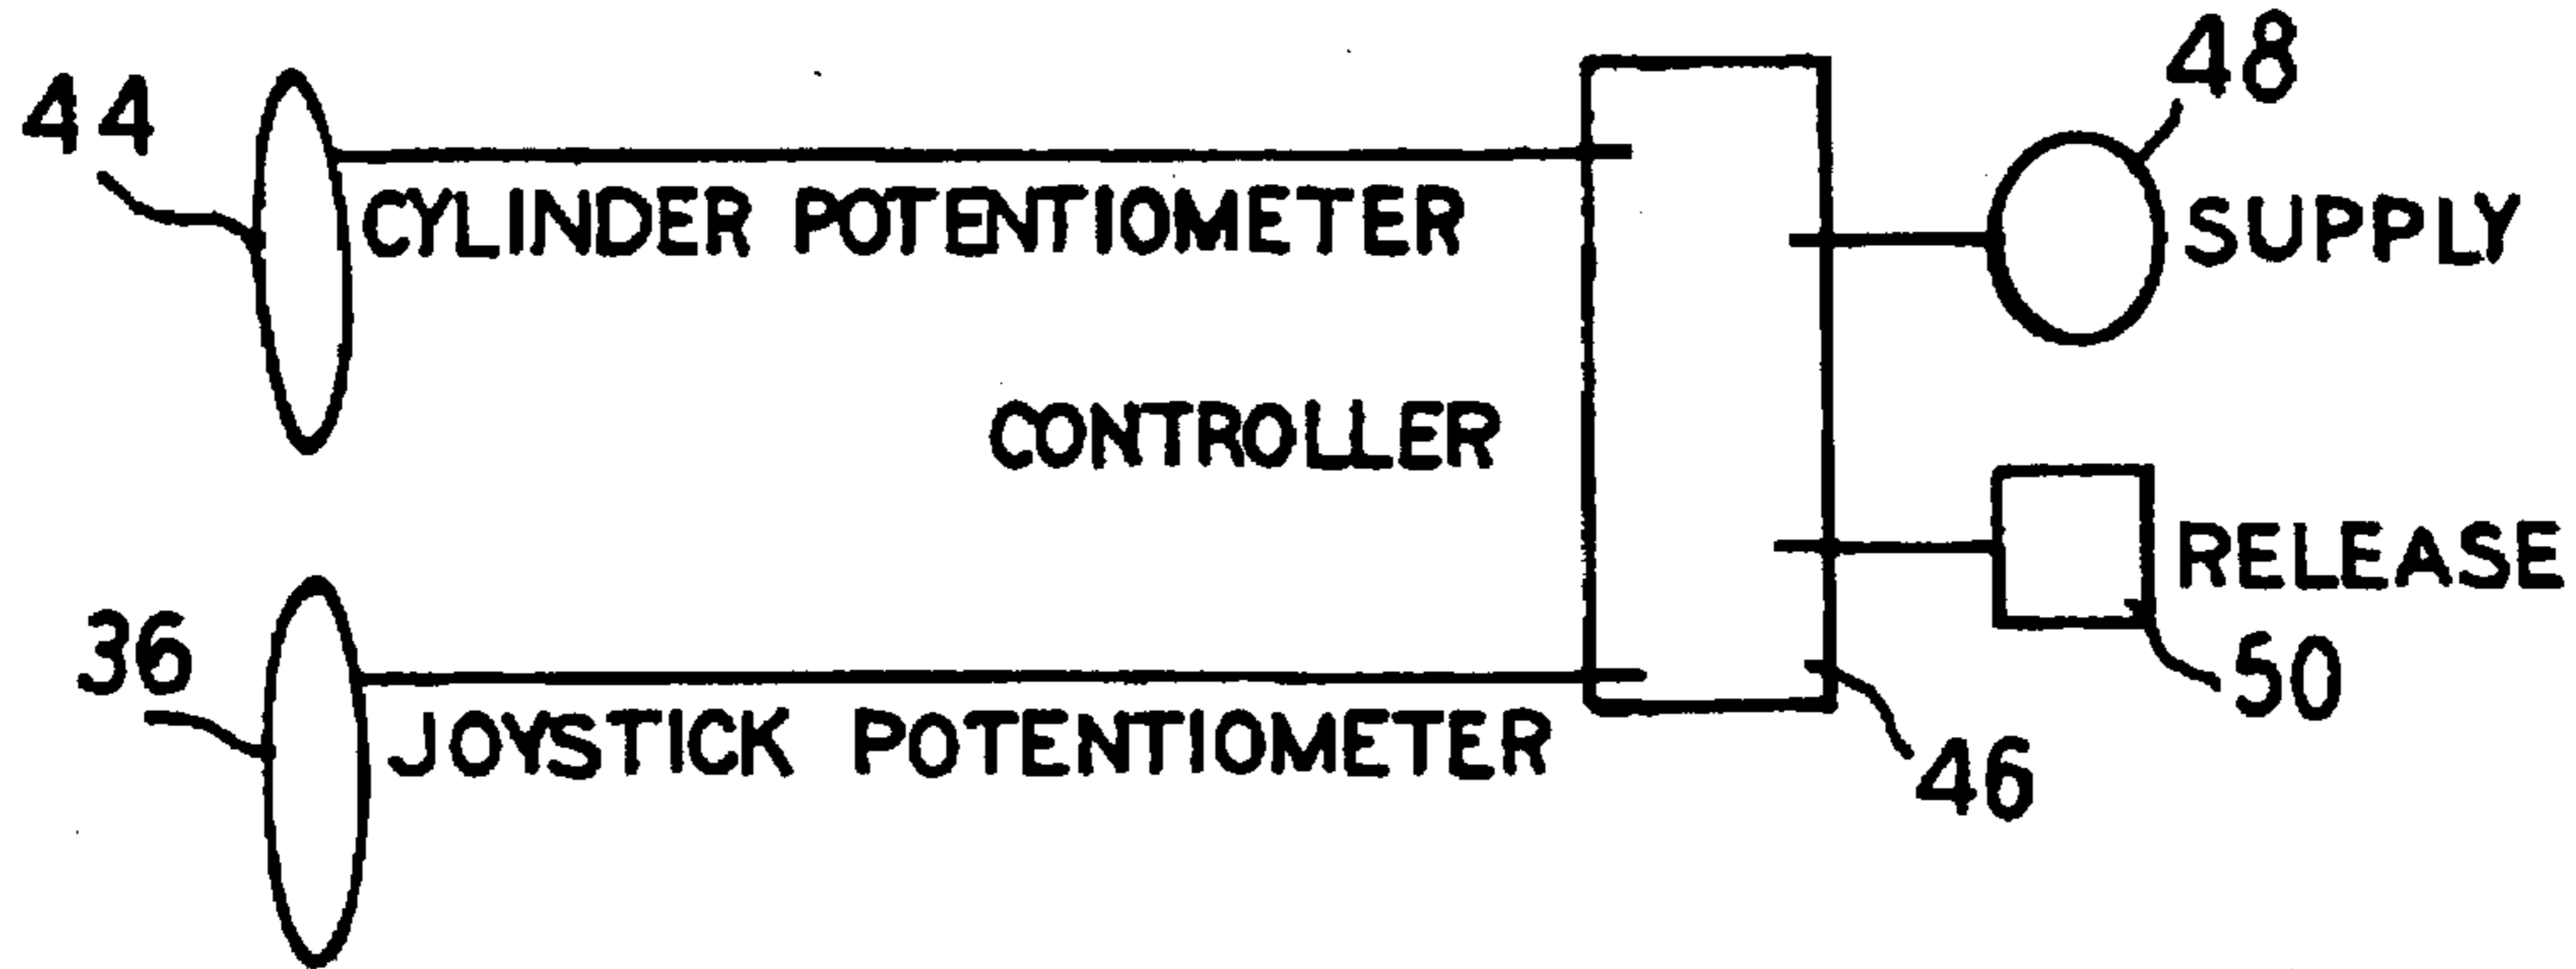 44
CYLINDER POTENTIOMETER
48
SUPPLY
CONTROLLER
RELEASE
50
36
JOYSTICK POTENTIOMETER
46